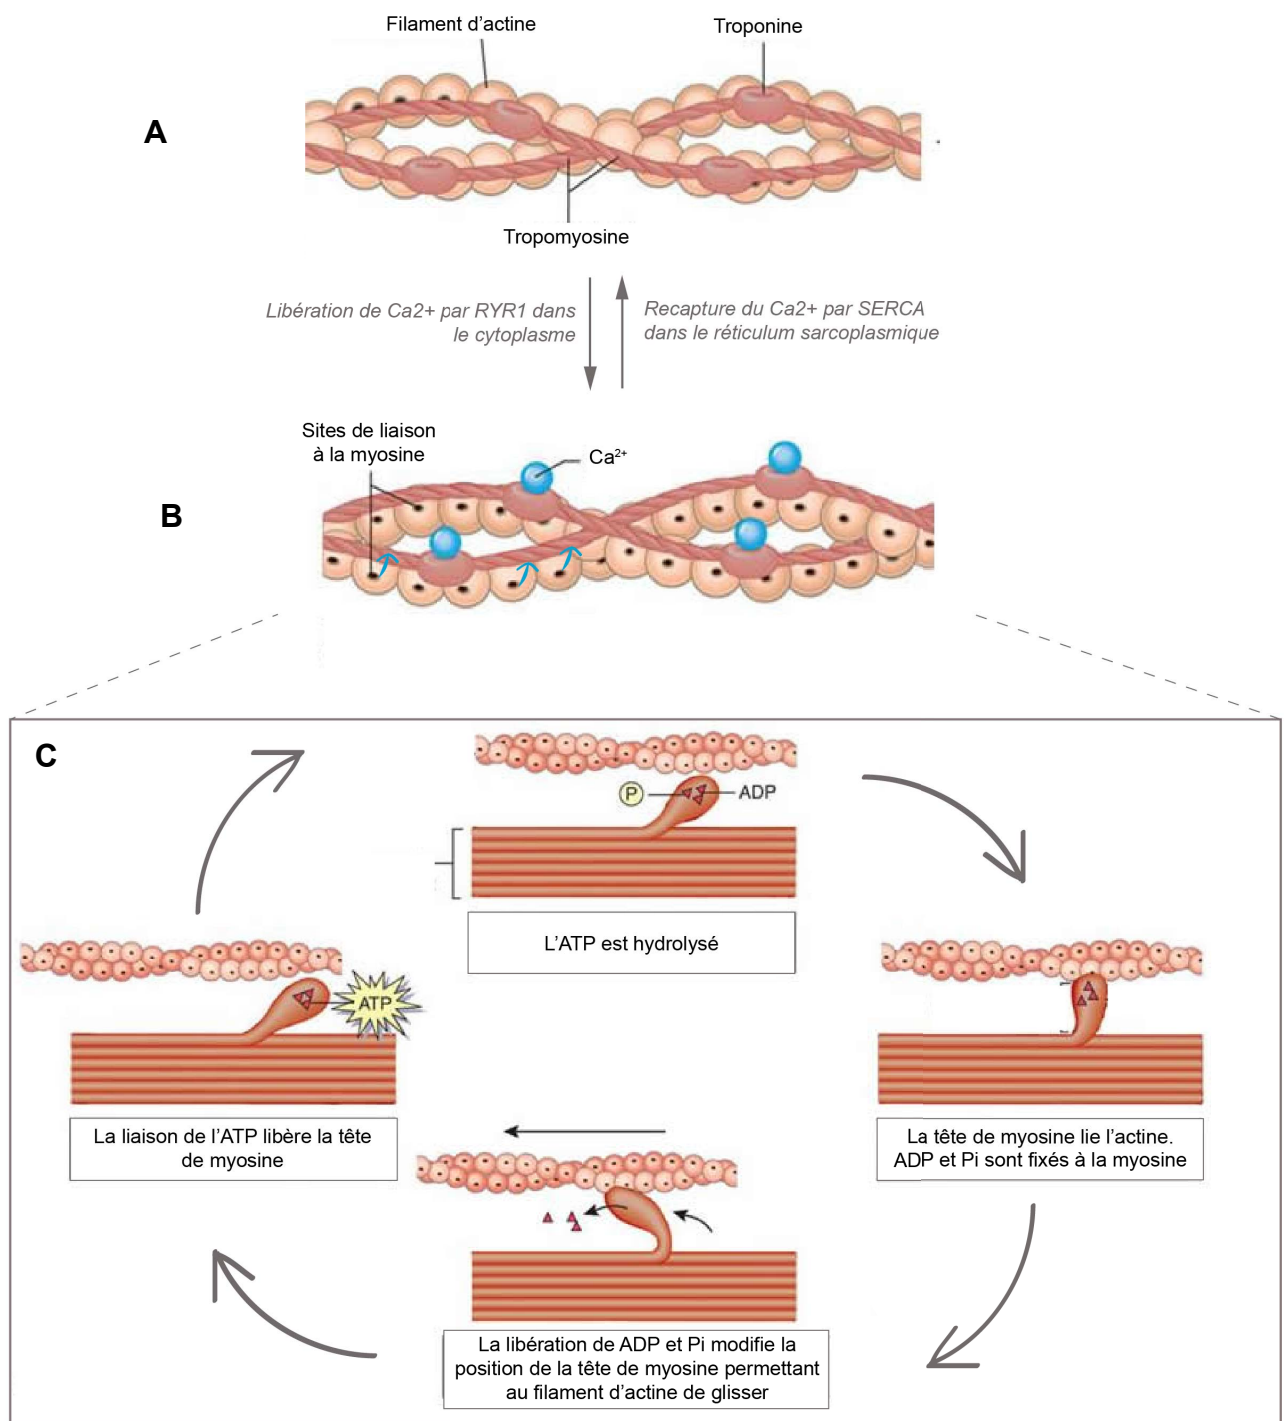 Filament d’actine
Troponine
A
Tropomyosine
Libération de Ca2+ par RYR1 dans
le cytoplasme
Recapture du Ca2+ par SERCA
dans le réticulum sarcoplasmique
Sites de liaison
à la myosine
Ca²⁺
B
C
P
ADP
L’ATP est hydrolysé
ATP
La liaison de l’ATP libère la tête
de myosine
La tête de myosine lie l’actine.
ADP et Pi sont fixés à la myosine
La libération de ADP et Pi modifie la
position de la tête de myosine permettant
au filament d’actine de glisser